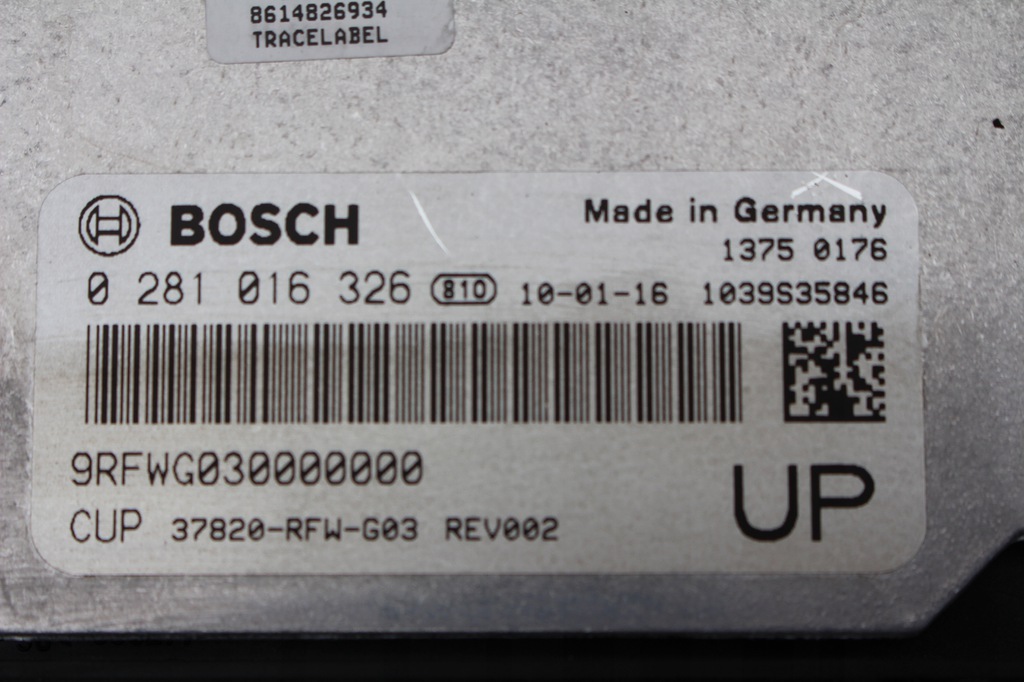 8614826934
TRACELABEL
BOSCH
Made in Germany
1375 0176
0 281 016 326 810 10-01-16 1039S35846
9RFWG030000000
CUP 37820-RFW-G03 REV002
UP